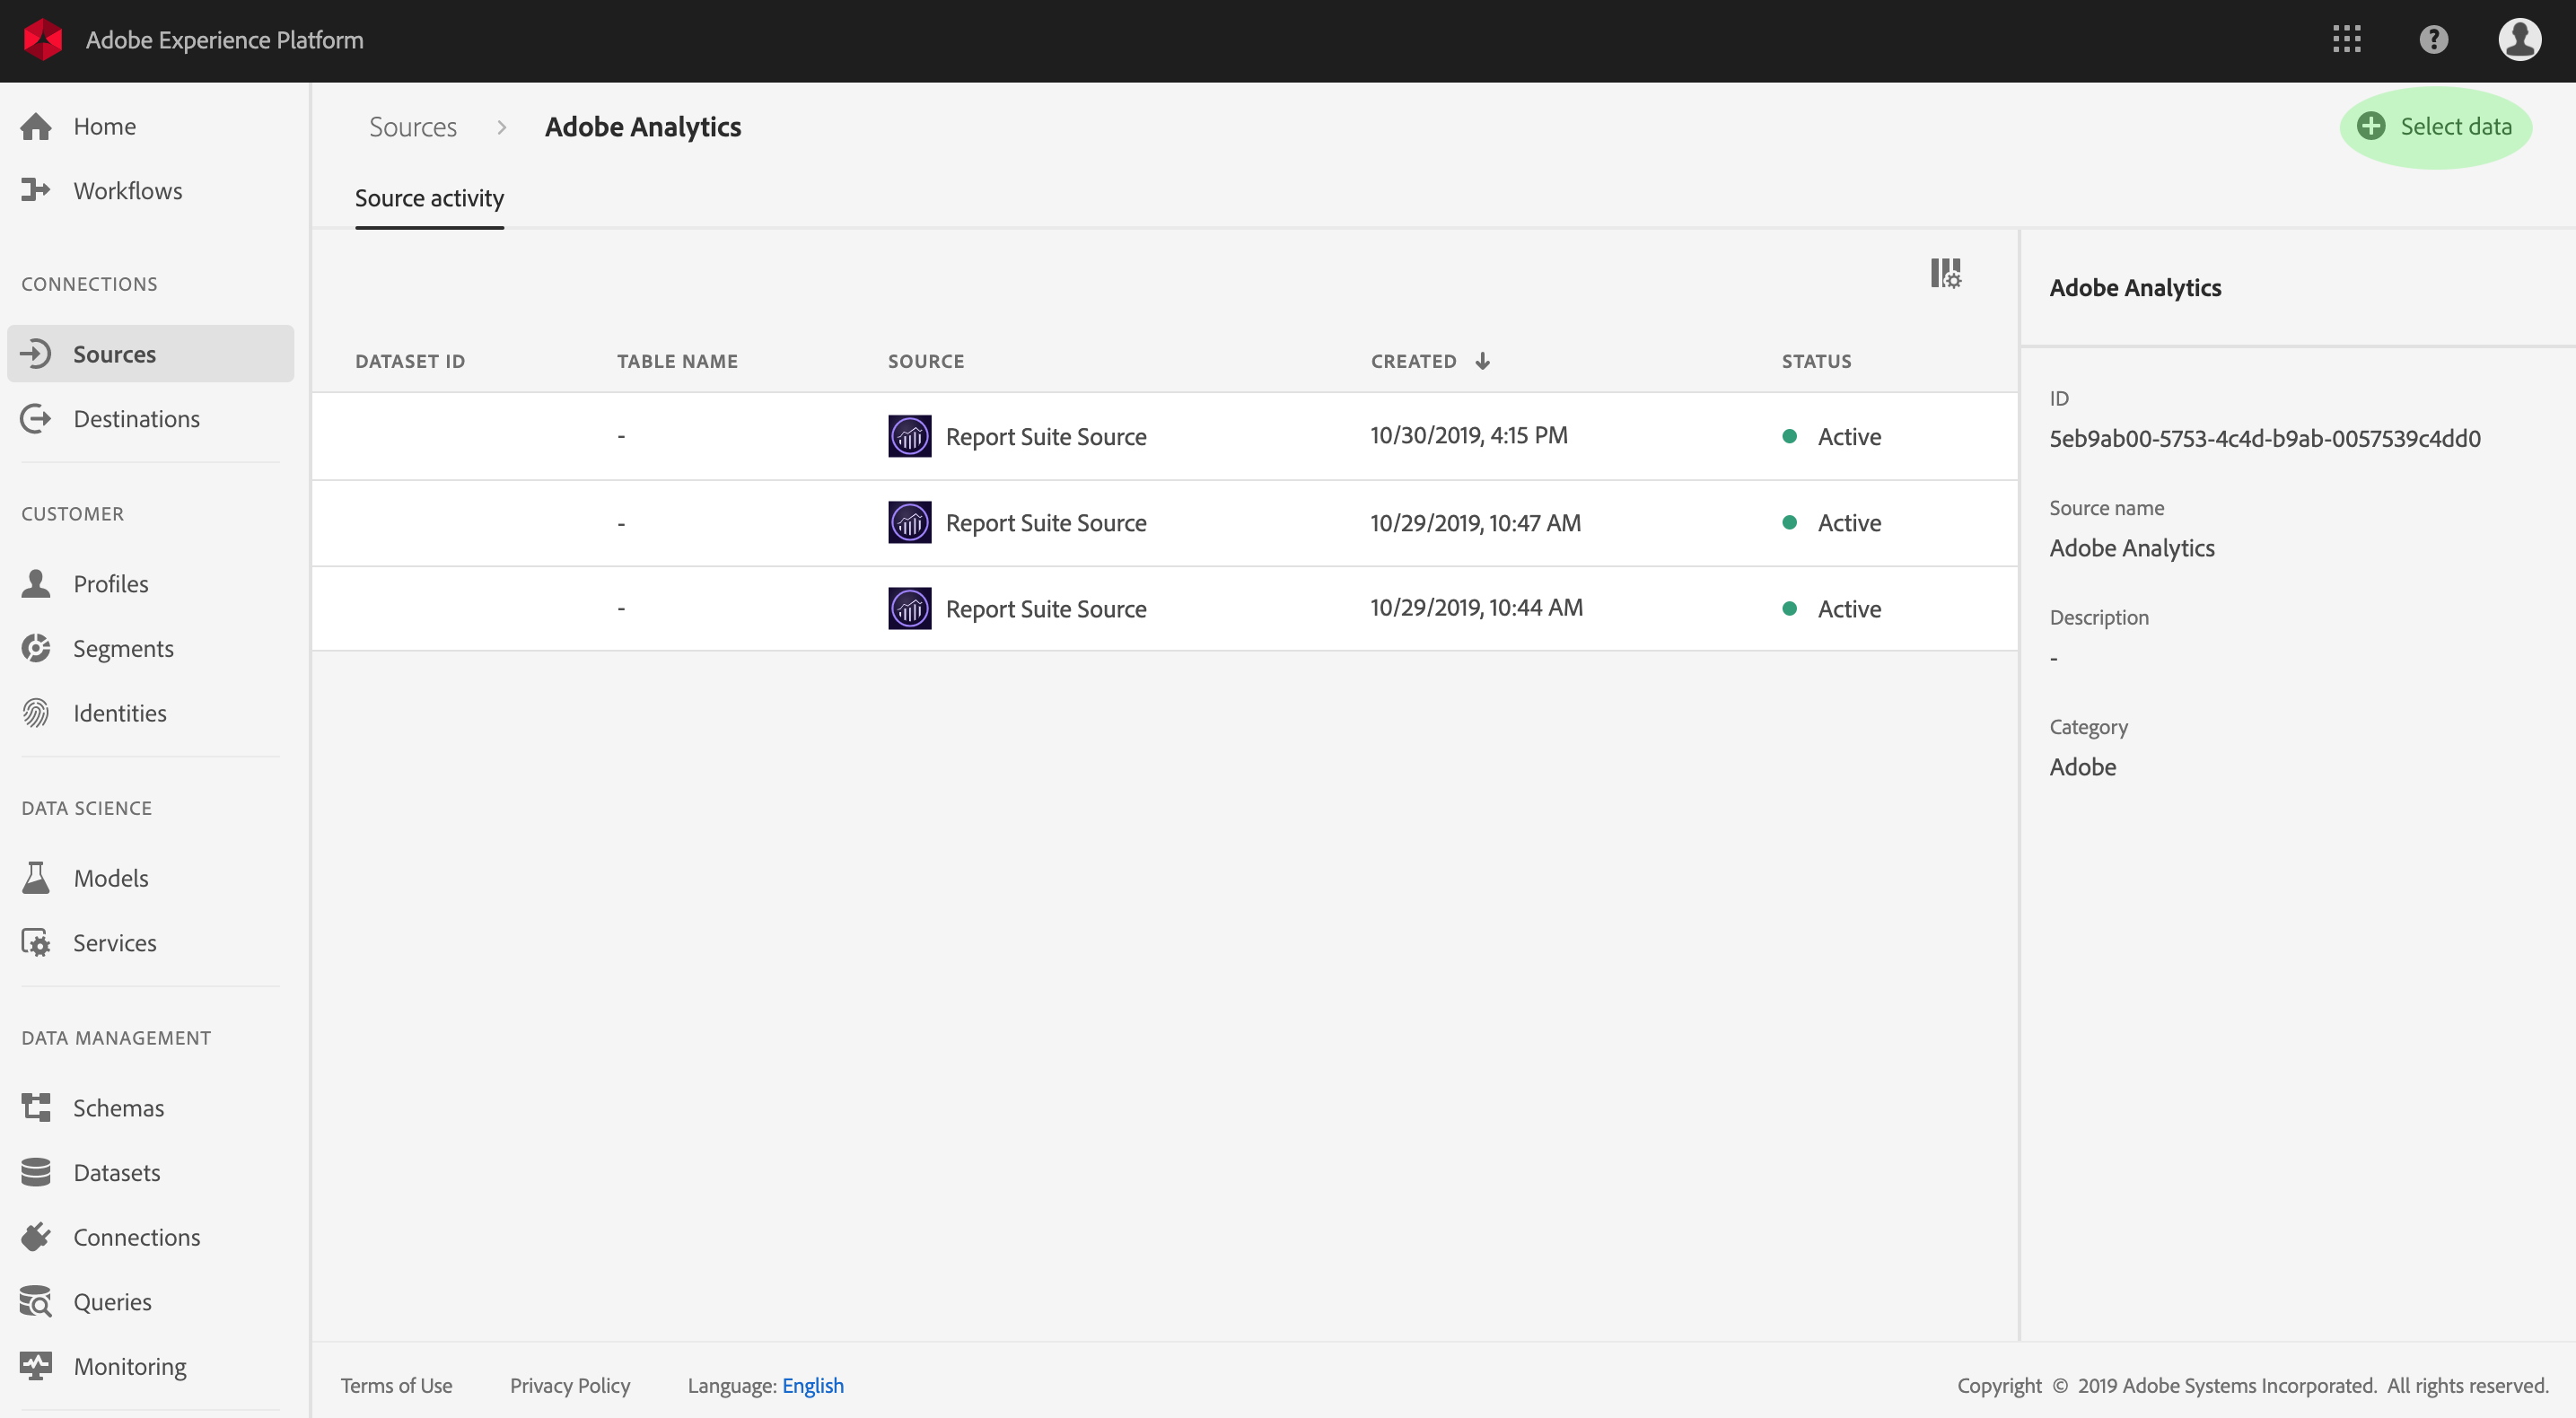 Adobe Experience Platform
Home
Workflows
CONNECTIONS
Sources
Destinations
CUSTOMER
Profiles
Segments
Identities
DATA SCIENCE
Models
Services
DATA MANAGEMENT
Schemas
Datasets
Connections
Queries
Monitoring
Sources > Adobe Analytics
Select data
Source activity
DATASET ID TABLE NAME SOURCE CREATED ↓ STATUS
- Report Suite Source 10/30/2019, 4:15 PM Active
- Report Suite Source 10/29/2019, 10:47 AM Active
- Report Suite Source 10/29/2019, 10:44 AM Active
Adobe Analytics
ID
5eb9ab00-5753-4c4d-b9ab-0057539c4dd0
Source name
Adobe Analytics
Description
-
Category
Adobe
Terms of Use Privacy Policy Language: English Copyright © 2019 Adobe Systems Incorporated. All rights reserved.